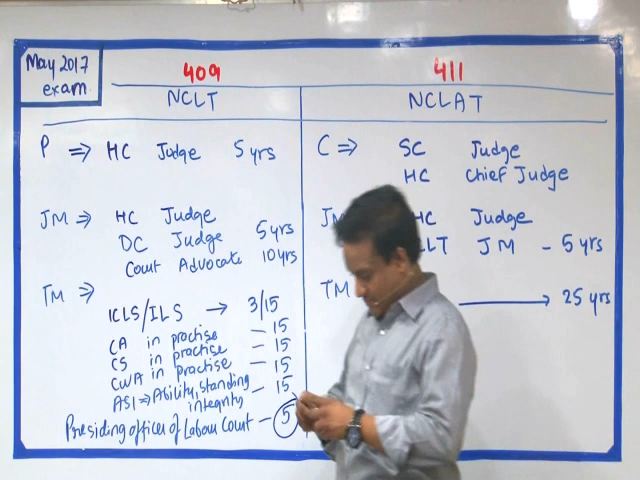 May 2017
exam
409
411
NCLT
NCLAT
P ⇒ HC Judge 5 yrs
JM ⇒ HC Judge
DC Judge 5 yrs
Court Advocate 10 yrs
TM ⇒
ICLS/ILS → 3/15
CA in practise - 15
CS in practise - 15
CWA in practise - 15
ASI ⇒ Ability, Standing
integrity - 15
Presiding officer of Labour Court - 5
C ⇒ SC Judge
HC Chief Judge
JM HC Judge
LT JM - 5 yrs
TM → 25 yrs